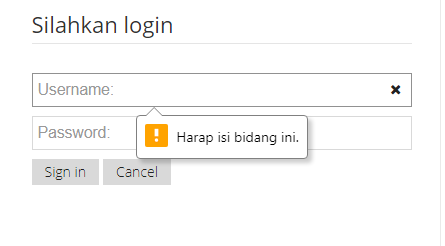 Silahkan login
Username:
Password:
Harap isi bidang ini.
Sign in Cancel